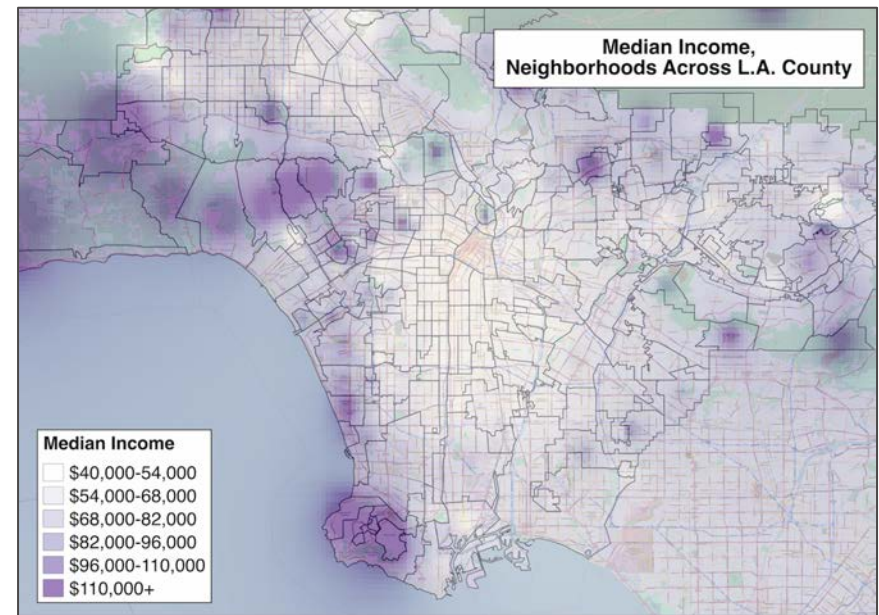 Median Income,
Neighborhoods Across L.A. County
Median Income
$40,000-54,000
$54,000-68,000
$68,000-82,000
$82,000-96,000
$96,000-110,000
$110,000+